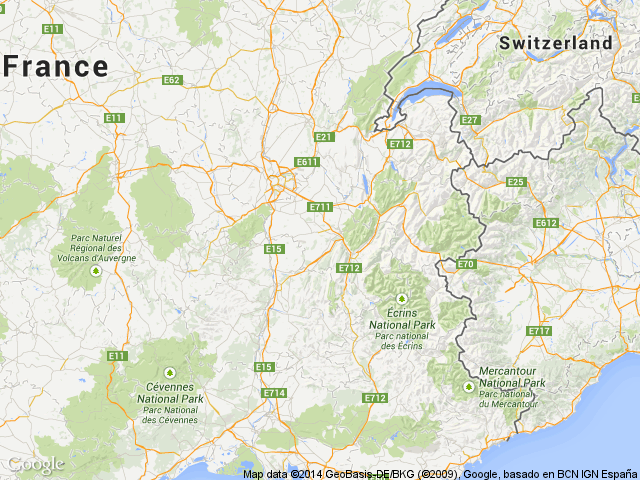 E15
E11
Switzerland
France
E62
E11
E27
E21
E712
E611
E25
E711
E612
Parc Naturel
Régional des
Volcans d'Auvergne
E15
E712
E70
Écrins
National Park
Parc national
des Écrins
E717
E11
E15
Cévennes
National Park
Parc National
des Cévennes
Mercantour
National Park
Parc national
du Mercantour
E714
E712
Google
Map data ©2014 GeoBasis-DE/BKG (©2009), Google, basado en BCN IGN España